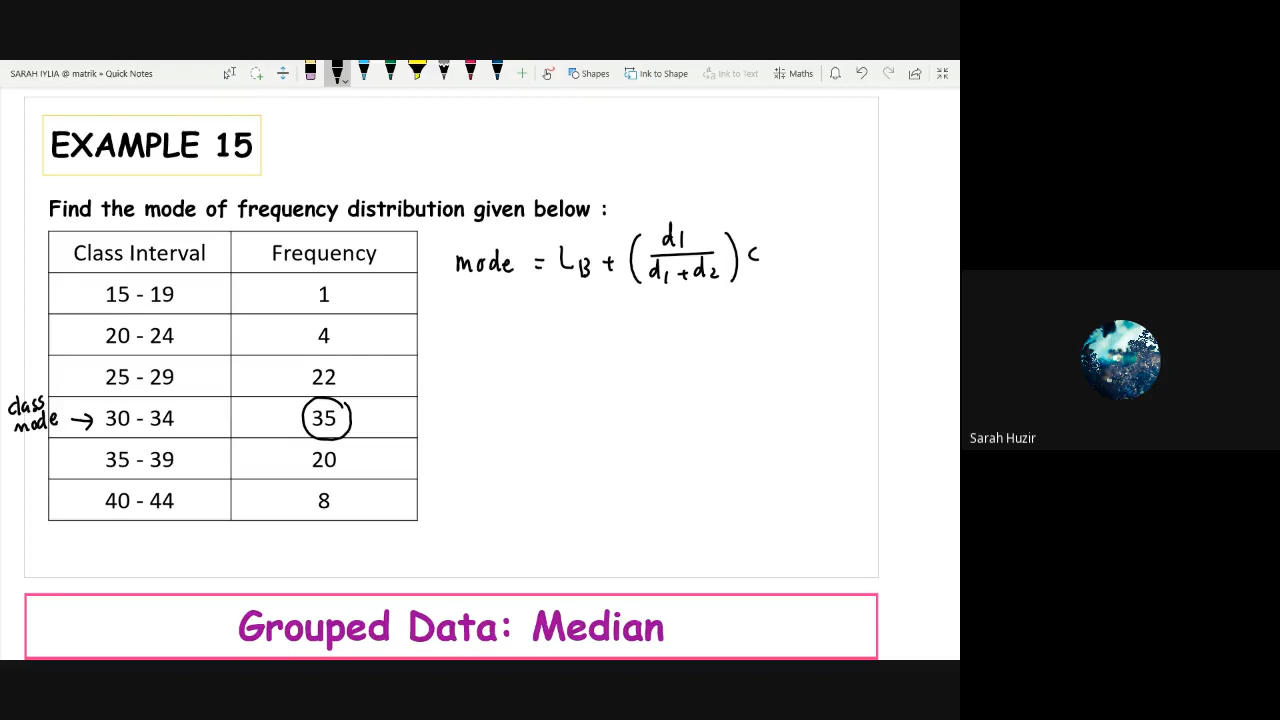 SARAH IYLIA @ matrik » Quick Notes
Shapes
Ink to Shape
Ink to Text
Maths
EXAMPLE 15
Find the mode of frequency distribution given below :
Class Interval Frequency
15 - 19 1
20 - 24 4
25 - 29 22
30 - 34 35
35 - 39 20
40 - 44 8
class
mode →
mode = LB + (d1 / d1 + d2) c
Grouped Data: Median
Sarah Huzir